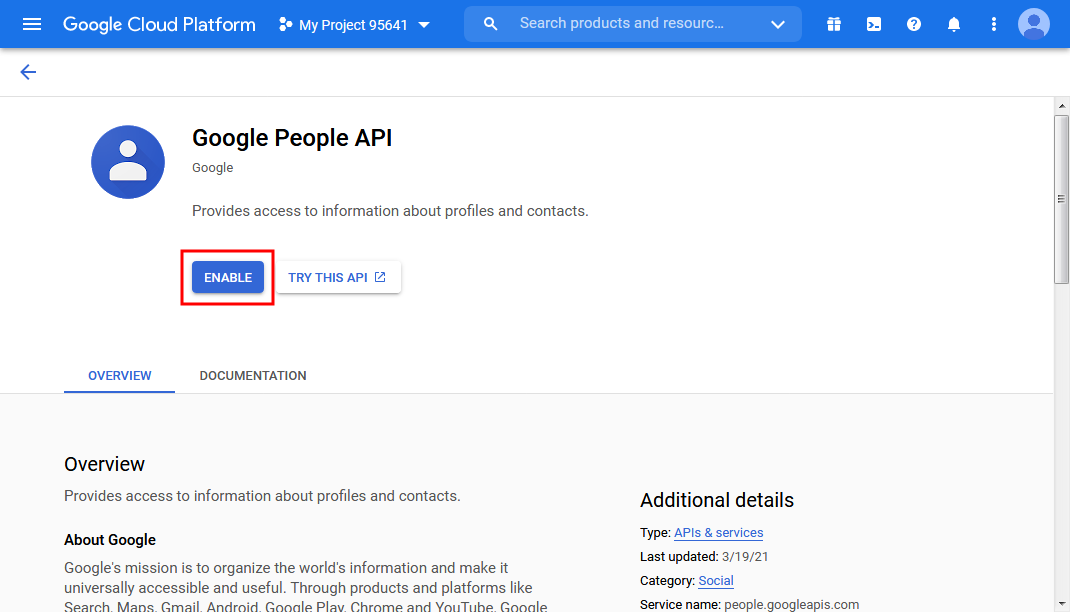 Google Cloud Platform
My Project 95641
Search products and resourc...
Google People API
Google
Provides access to information about profiles and contacts.
ENABLE
TRY THIS API
OVERVIEW
DOCUMENTATION
Overview
Provides access to information about profiles and contacts.
About Google
Google's mission is to organize the world's information and make it
universally accessible and useful. Through products and platforms like
Search, Maps, Gmail, Android, Google Play, Chrome and YouTube, Google
Additional details
Type: APIs & services
Last updated: 3/19/21
Category: Social
Service name: people.googleapis.com